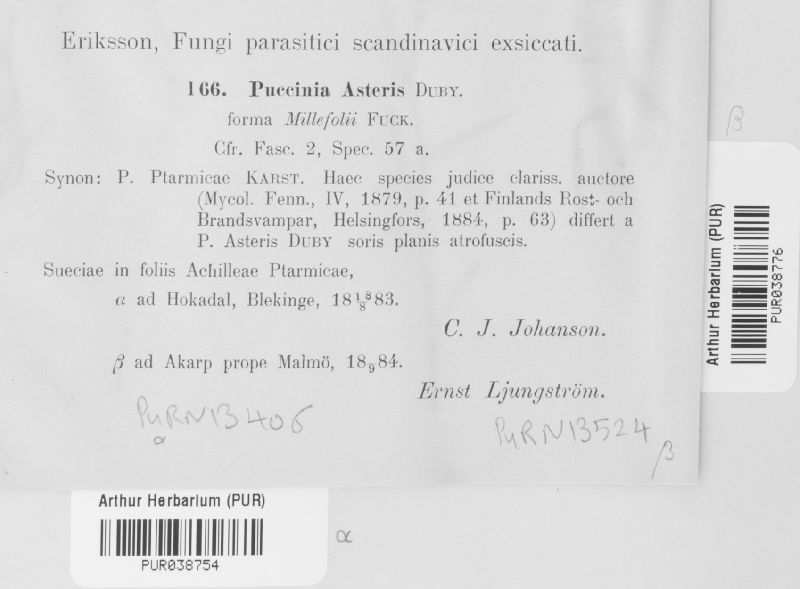 Eriksson, Fungi parasitici scandinavici exsiccati.
166. Puccinia Asteris DUBY.
forma Millefolii FUCK.
Cfr. Fasc. 2, Spec. 57 a.
Synon: P. Ptarmicae KARST. Haec species judice clariss. auctore
(Mycol. Fenn., IV, 1879, p. 41 et Finlands Rost- och
Brandsvampar, Helsingfors, 1884, p. 63) differt a
P. Asteris DUBY soris planis atrofuscis.
Sueciae in foliis Achilleae Ptarmicae,
α ad Hokadal, Blekinge, 18 18/8 83.
C. J. Johanson.
β ad Akarp prope Malmö, 18 9 84.
Ernst Ljungström.
PURN13406
α
PURN13524
β
Arthur Herbarium (PUR)
PUR038754
α
β
Arthur Herbarium (PUR)
PUR038776